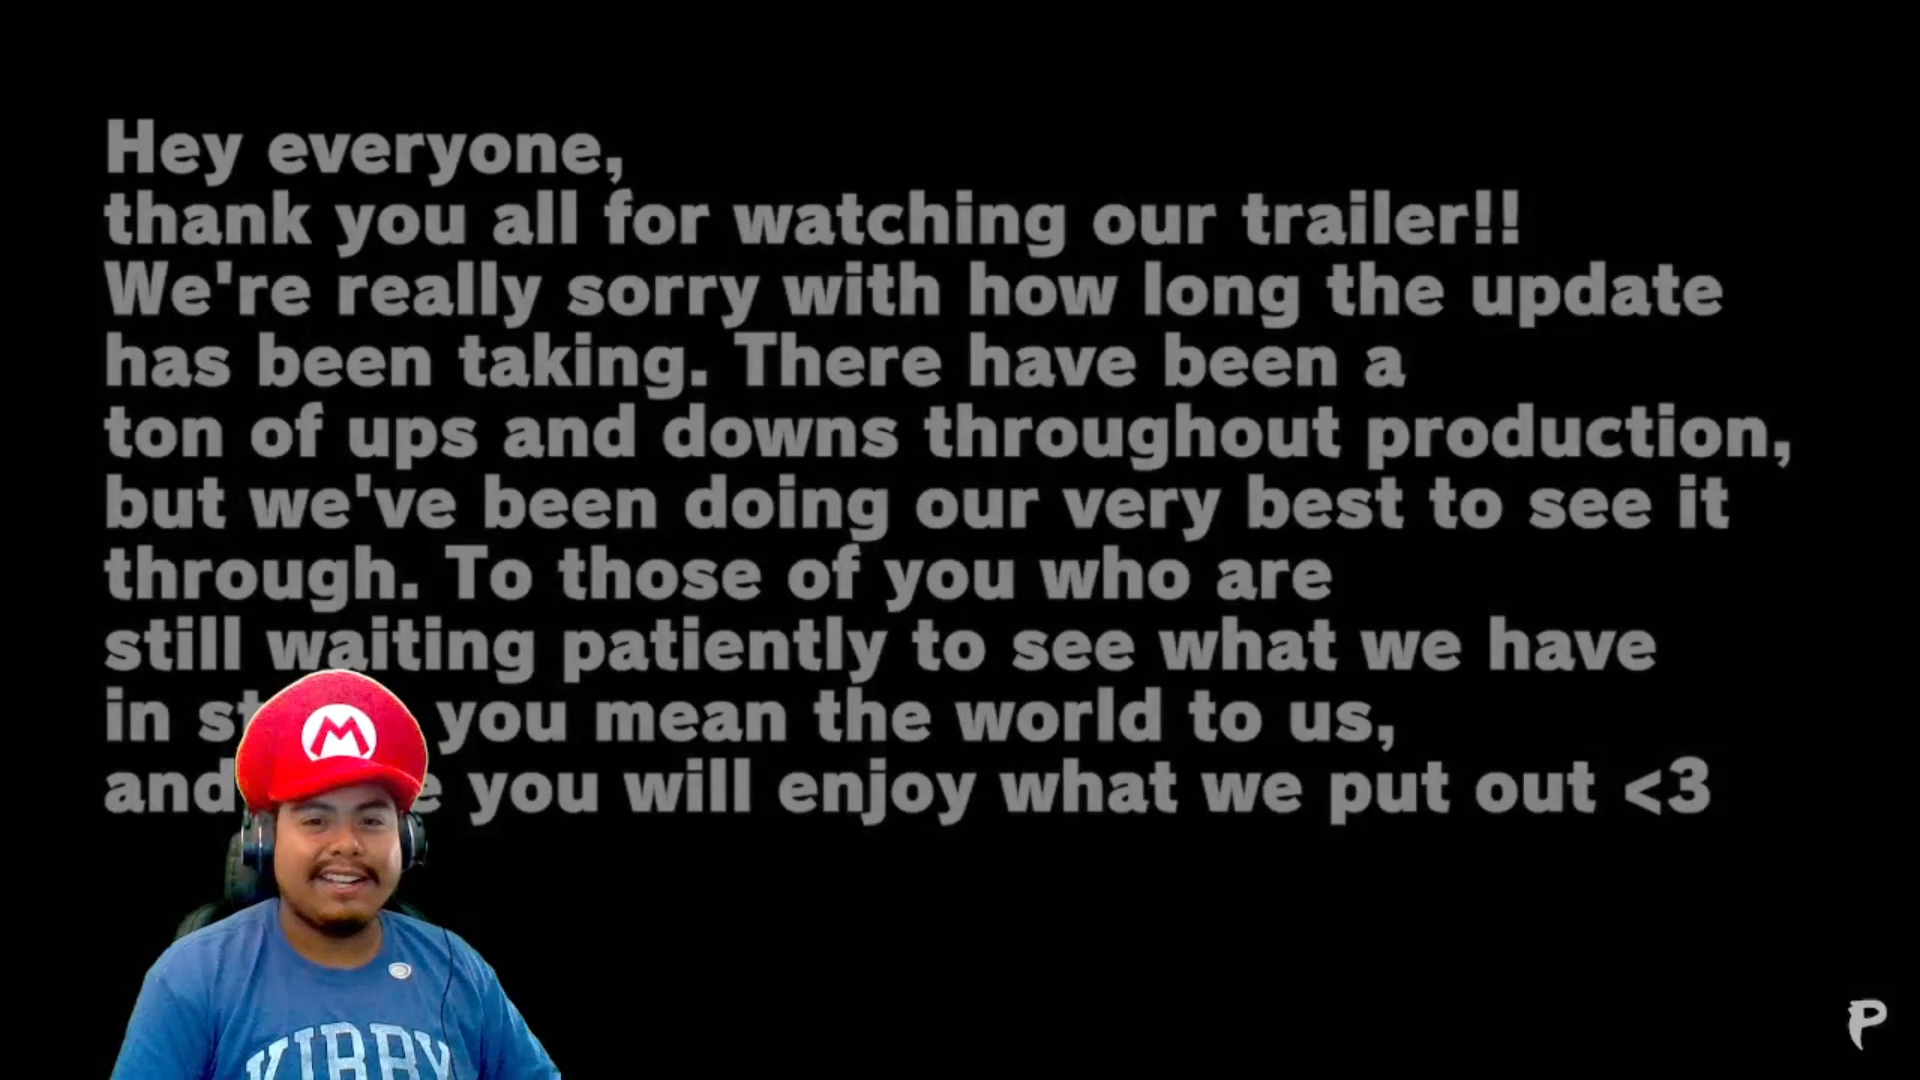 Hey everyone,
thank you all for watching our trailer!!
We're really sorry with how long the update
has been taking. There have been a
ton of ups and downs throughout production,
but we've been doing our very best to see it
through. To those of you who are
still waiting patiently to see what we have
in you mean the world to us,
and you will enjoy what we put out <3
M
KIRBY
P